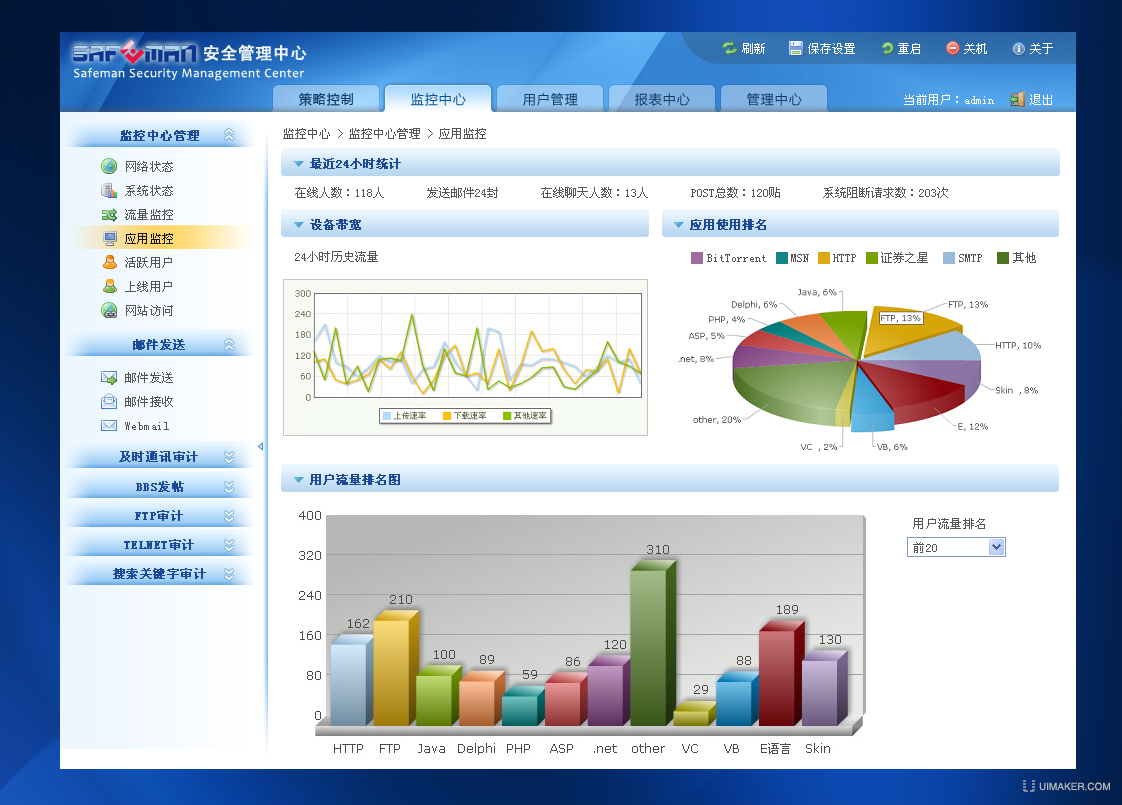 SAFEMAN 安全管理中心
Safeman Security Management Center
刷新 保存设置 重启 关机 关于
策略控制 监控中心 用户管理 报表中心 管理中心
当前用户：admin 退出
监控中心管理
网络状态
系统状态
流量监控
应用监控
活跃用户
上线用户
网站访问
邮件发送
邮件发送
邮件接收
Webmail
及时通讯审计
BBS发帖
FTP审计
TELNET审计
搜索关键字审计
监控中心 > 监控中心管理 > 应用监控
最近24小时统计
在线人数：118人 发送邮件24封 在线聊天人数：13人 POST总数：120贴 系统阻断请求数：203次
设备带宽
24小时历史流量
300
240
180
120
60
0
上传速率 下载速率 其他速率
应用使用排名
BitTorrent MSN HTTP 证券之星 SMTP 其他
Java, 6%
Delphi, 6%
PHP, 4%
ASP, 5%
.net, 8%
other, 20%
VC , 2%
VB, 6%
E, 12%
Skin , 8%
HTTP, 10%
FTP, 13%
FTP, 13%
用户流量排名图
400
320
240
160
80
0
162 210 100 89 59 86 120 310 29 88 189 130
HTTP FTP Java Delphi PHP ASP .net other VC VB E语言 Skin
用户流量排名
前20
UIMAKER.COM